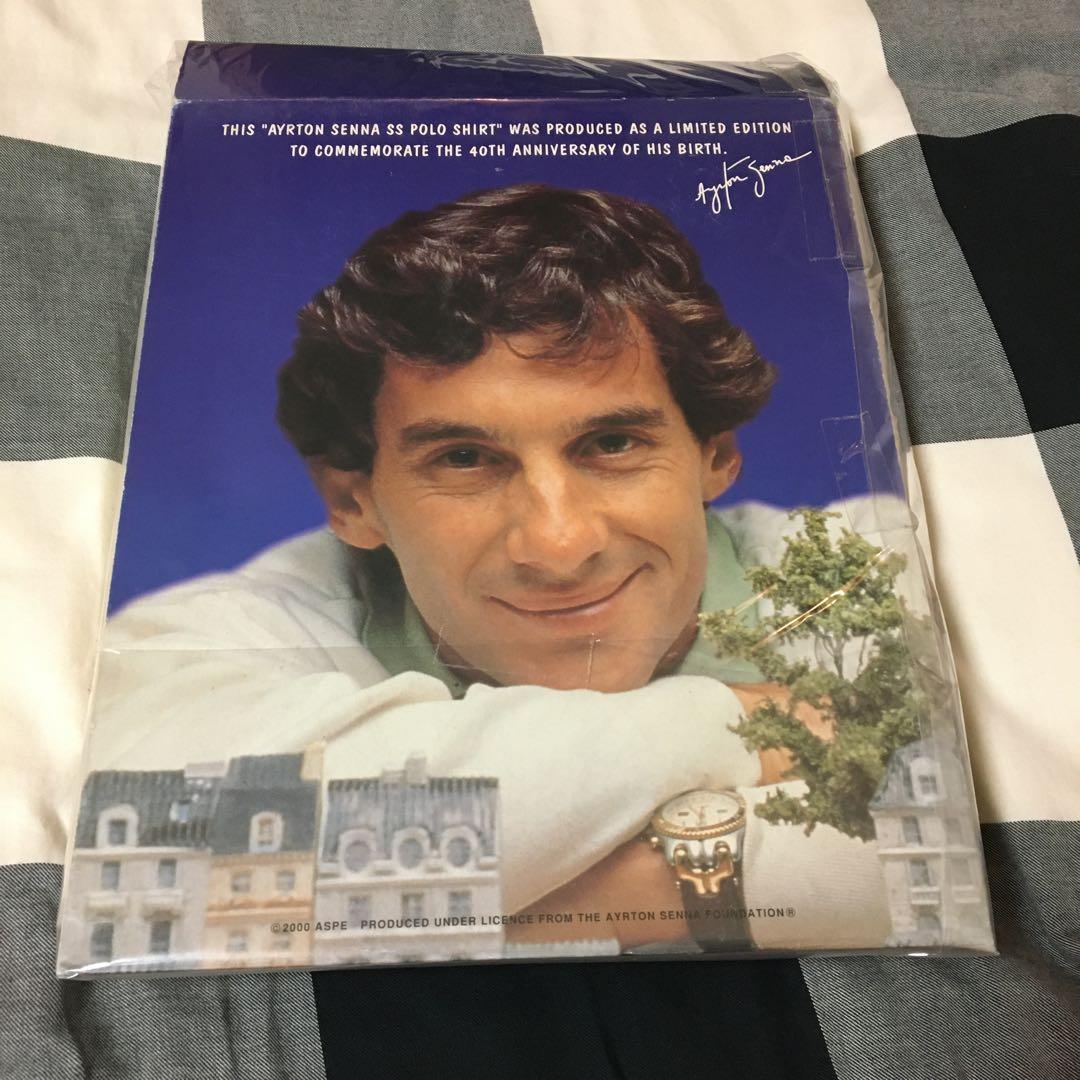 THIS "AYRTON SENNA SS POLO SHIRT" WAS PRODUCED AS A LIMITED EDITION
TO COMMEMORATE THE 40TH ANNIVERSARY OF HIS BIRTH.
Ayrton Senna
©2000 ASPE PRODUCED UNDER LICENCE FROM THE AYRTON SENNA FOUNDATION®